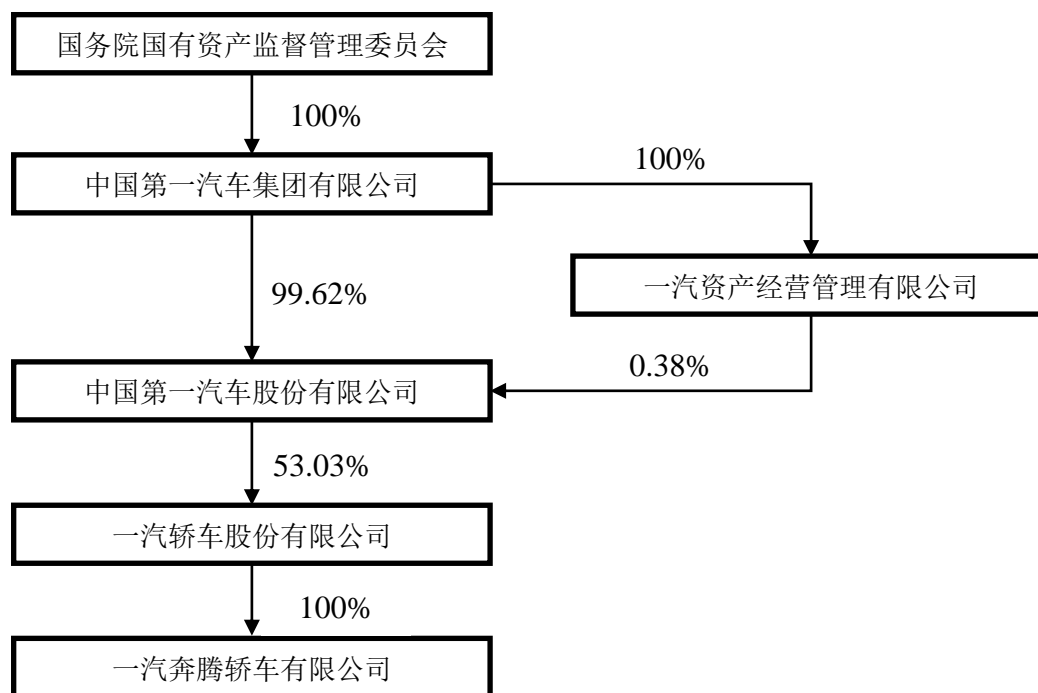 国务院国有资产监督管理委员会
100%
中国第一汽车集团有限公司
100%
一汽资产经营管理有限公司
99.62%
0.38%
中国第一汽车股份有限公司
53.03%
一汽轿车股份有限公司
100%
一汽奔腾轿车有限公司